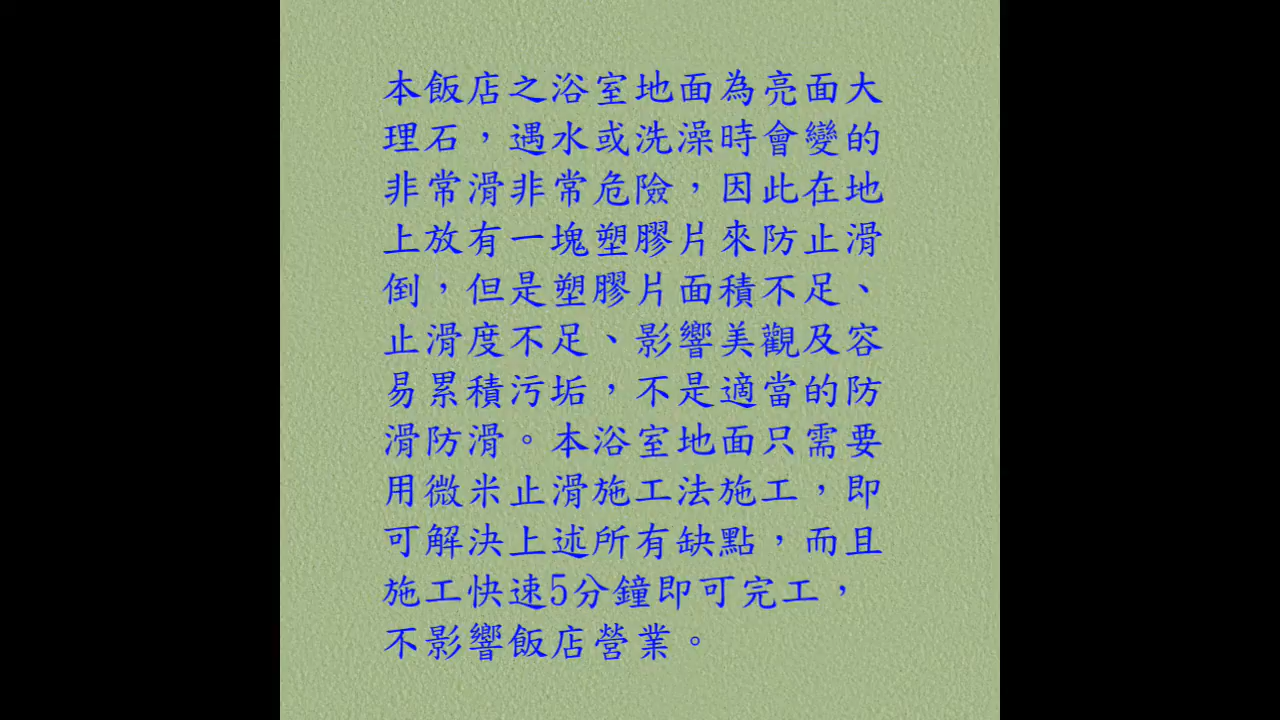 本飯店之浴室地面為亮面大
理石，遇水或洗澡時會變的
非常滑非常危險，因此在地
上放有一塊塑膠片來防止滑
倒，但是塑膠片面積不足、
止滑度不足、影響美觀及容
易累積污垢，不是適當的防
滑防滑。本浴室地面只需要
用微米止滑施工法施工，即
可解決上述所有缺點，而且
施工快速5分鐘即可完工，
不影響飯店營業。